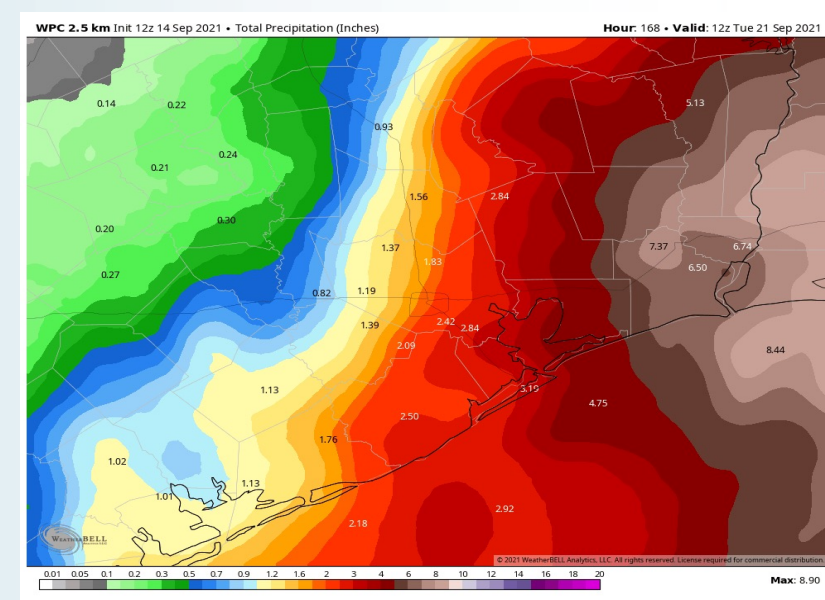 WPC 2.5 km Init 12z 14 Sep 2021 • Total Precipitation (Inches) Hour: 168 • Valid: 12z Tue 21 Sep 2021
0.14 0.22 5.13
0.93
0.24
0.21
1.56 2.84
0.30
0.20
1.37 7.37 6.74
1.83
0.27 6.50
0.82 1.19
1.39 2.42 2.84
2.09 8.44
1.13 3.19
4.75
2.50
1.76
1.02
1.13
1.01
2.92
2.18
WEATHERBELL
© 2021 WeatherBELL Analytics, LLC. All rights reserved. License required for commercial distribution.
0.01 0.05 0.1 0.2 0.3 0.5 0.7 0.9 1.2 1.6 2 3 4 6 8 10 12 14 16 18 20
Max: 8.90